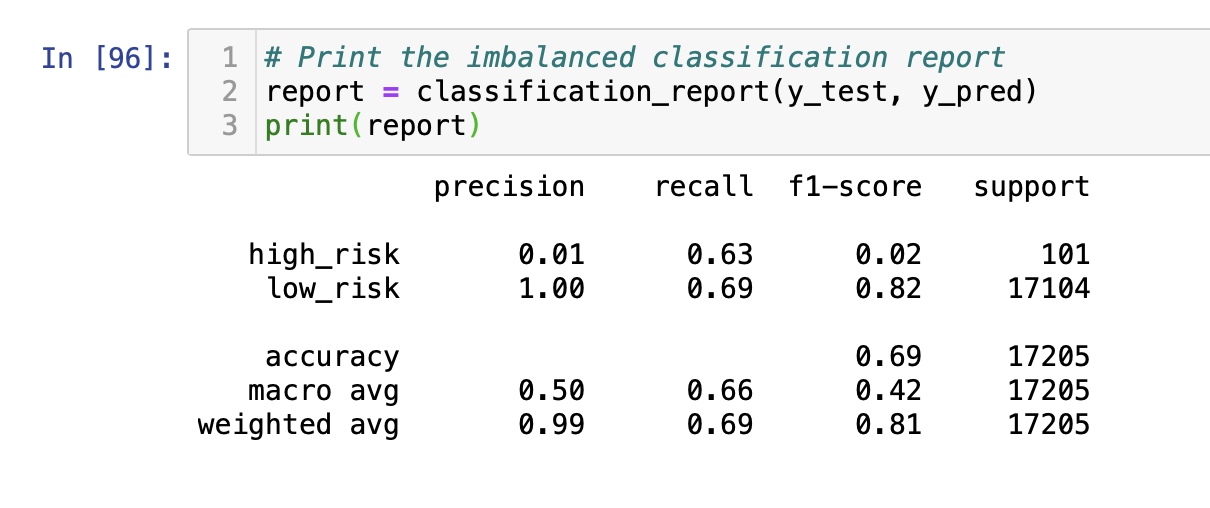 In [96]:
1 # Print the imbalanced classification report
2 report = classification_report(y_test, y_pred)
3 print(report)
precision recall f1-score support
high_risk 0.01 0.63 0.02 101
low_risk 1.00 0.69 0.82 17104
accuracy 0.69 17205
macro avg 0.50 0.66 0.42 17205
weighted avg 0.99 0.69 0.81 17205